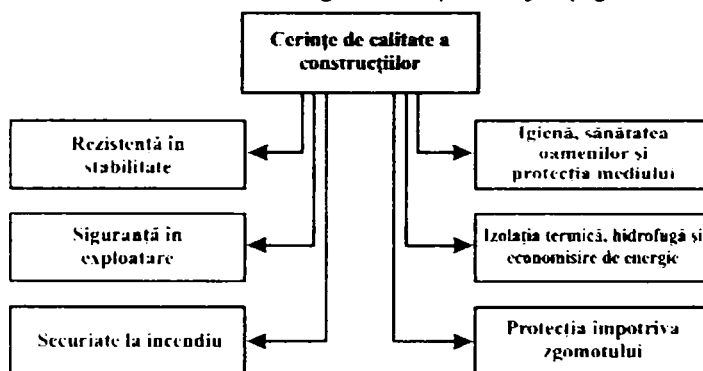 Cerințe de calitate a
construcțiilor
Rezistență în
stabilitate
Igienă, sănătatea
oamenilor și
protecția mediului
Siguranță în
exploatare
Izolația termică, hidrofugă și
economisire de energie
Securiate la incendiu
Protecția împotriva
zgomotului